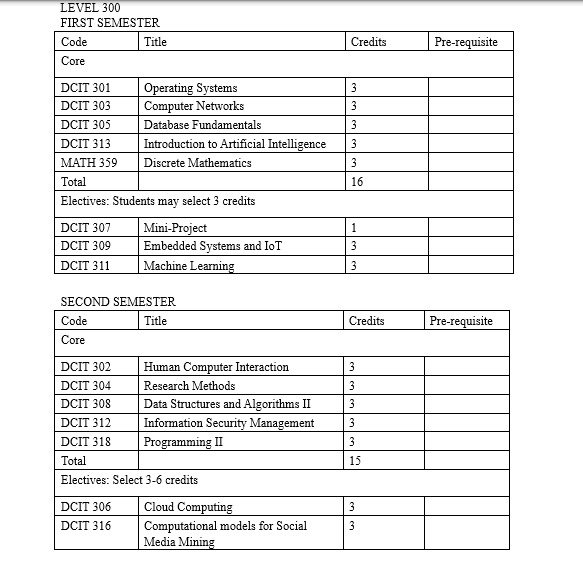 LEVEL 300
FIRST SEMESTER
Code Title Credits Pre-requisite
Core
DCIT 301 Operating Systems 3
DCIT 303 Computer Networks 3
DCIT 305 Database Fundamentals 3
DCIT 313 Introduction to Artificial Intelligence 3
MATH 359 Discrete Mathematics 3
Total 16
Electives: Students may select 3 credits
DCIT 307 Mini-Project 1
DCIT 309 Embedded Systems and IoT 3
DCIT 311 Machine Learning 3
SECOND SEMESTER
Code Title Credits Pre-requisite
Core
DCIT 302 Human Computer Interaction 3
DCIT 304 Research Methods 3
DCIT 308 Data Structures and Algorithms II 3
DCIT 312 Information Security Management 3
DCIT 318 Programming II 3
Total 15
Electives: Select 3-6 credits
DCIT 306 Cloud Computing 3
DCIT 316 Computational models for Social 3
Media Mining